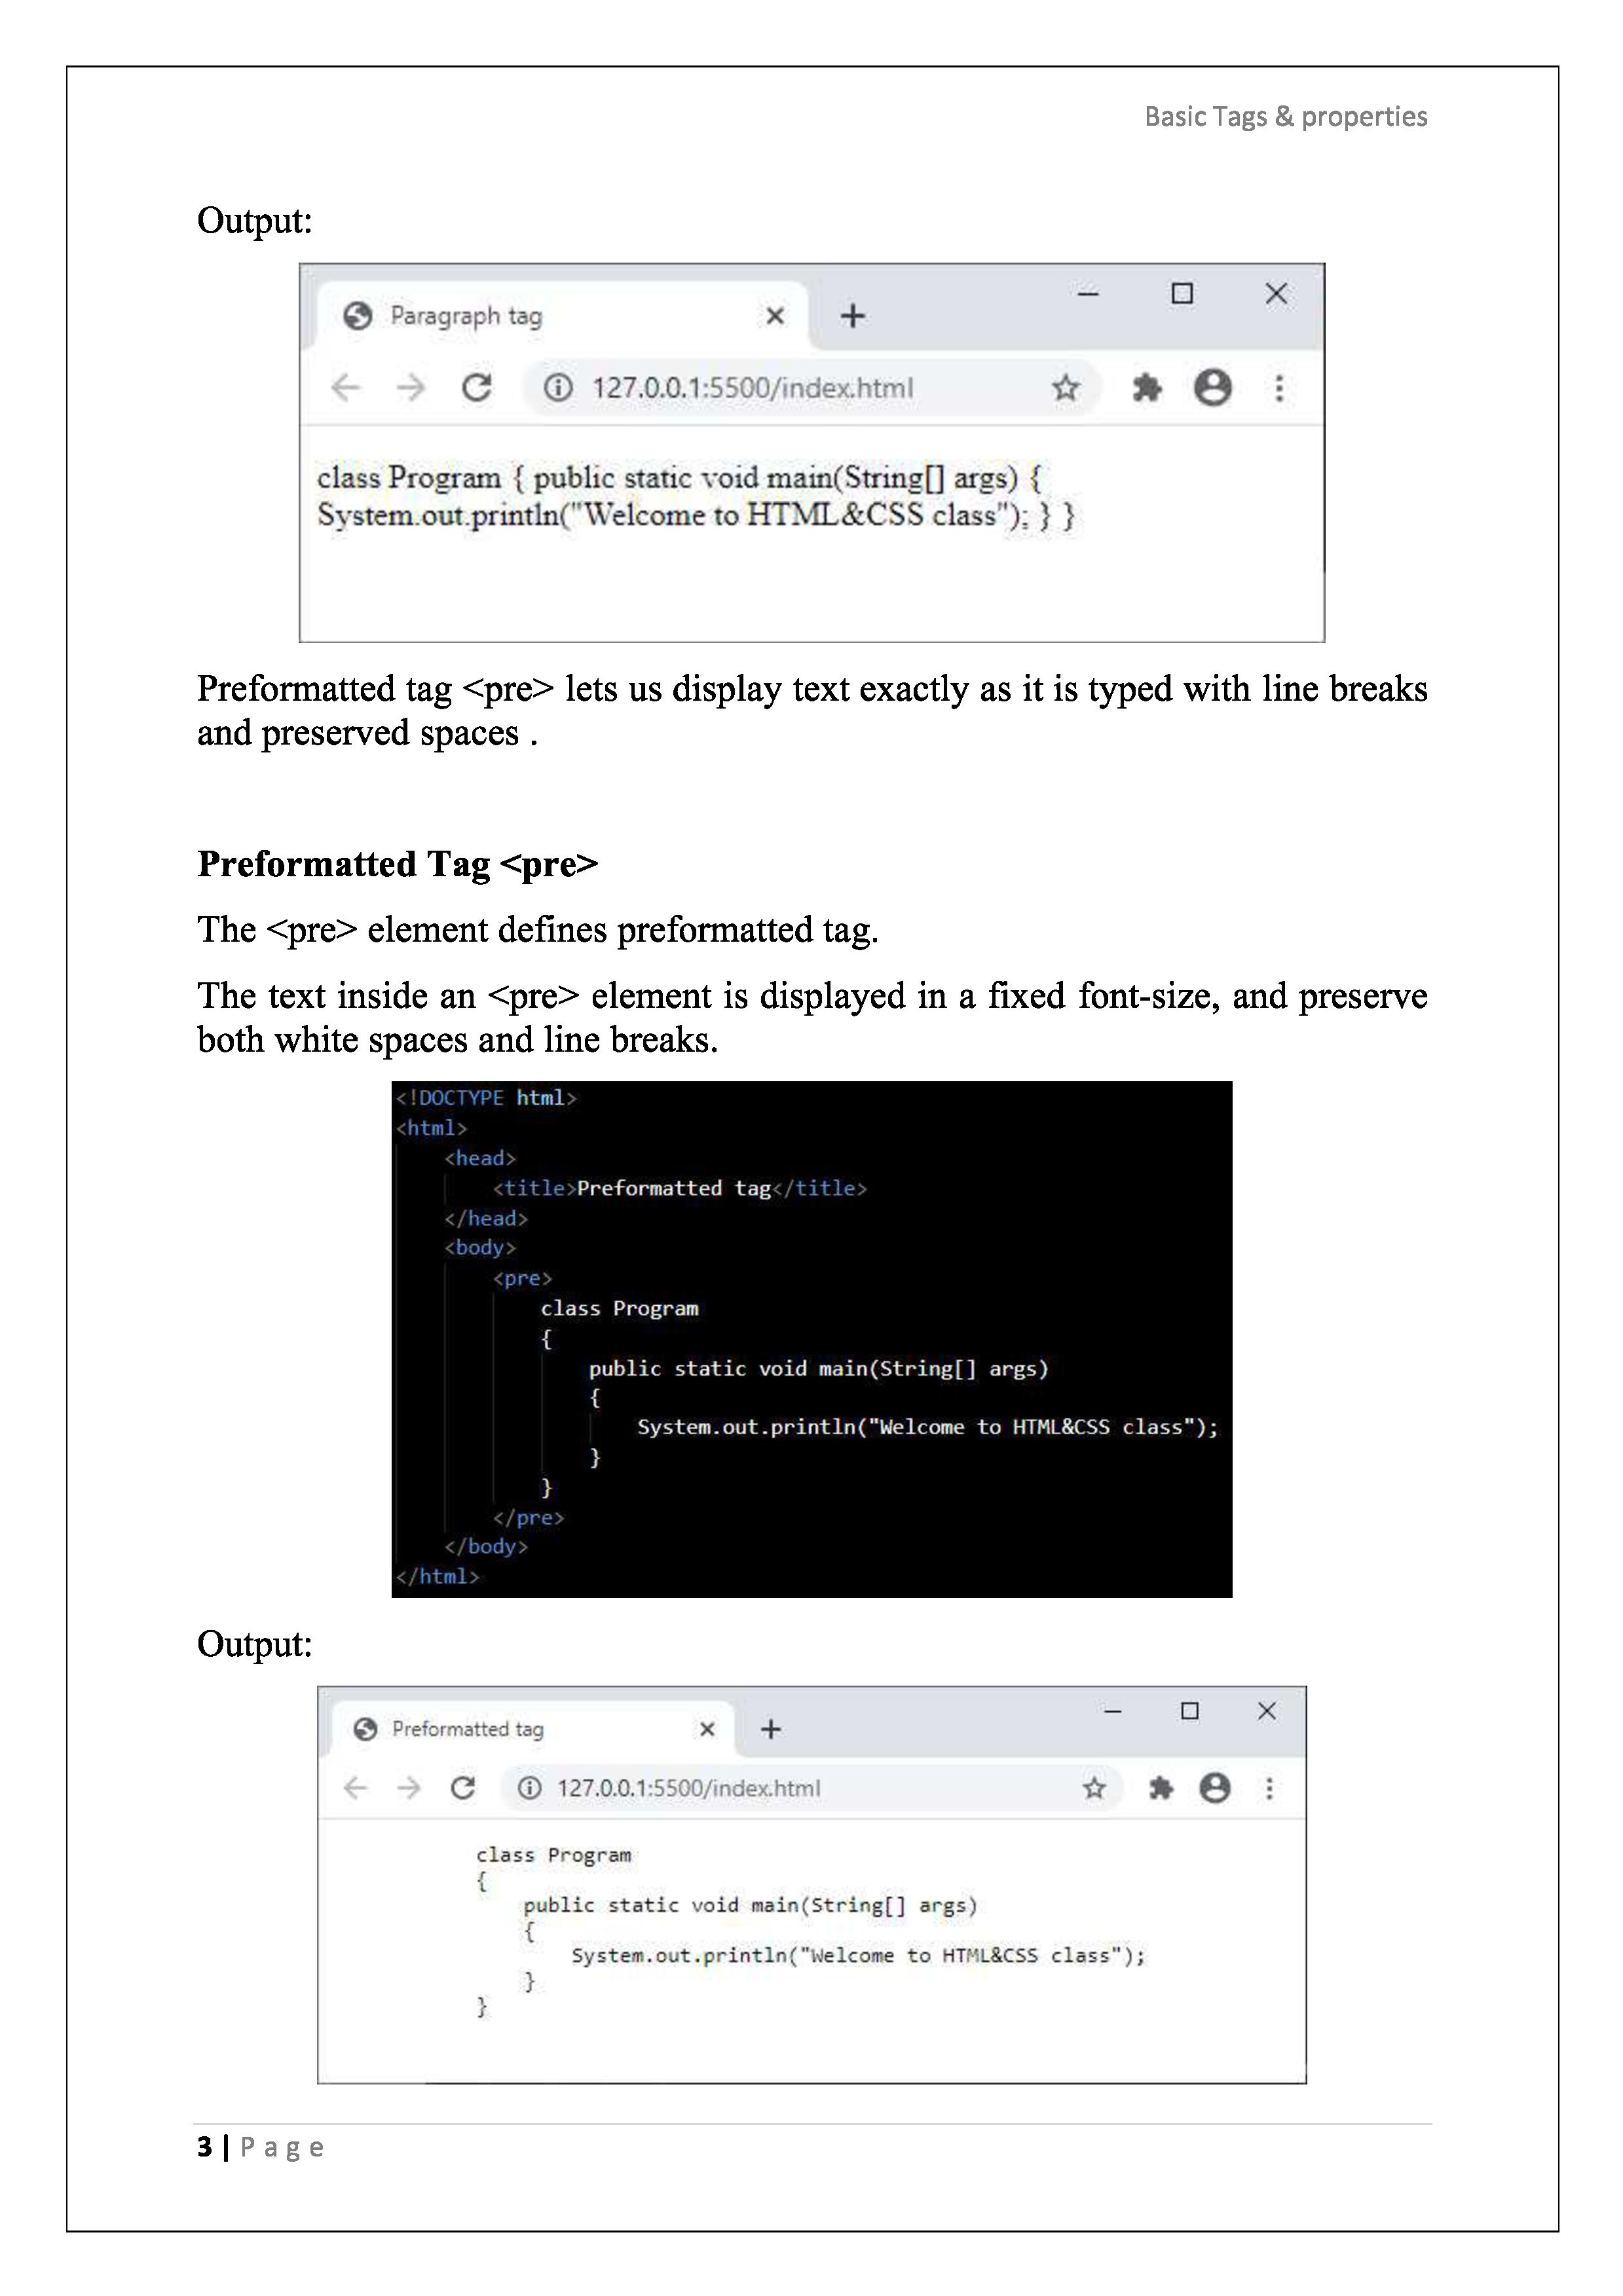 Basic Tags & properties
Output:
Paragraph tag
127.0.0.1:5500/index.html
class Program { public static void main(String[] args) {
System.out.println("Welcome to HTML&CSS class"); } }
Preformatted tag <pre> lets us display text exactly as it is typed with line breaks
and preserved spaces .
Preformatted Tag <pre>
The <pre> element defines preformatted tag.
The text inside an <pre> element is displayed in a fixed font-size, and preserve
both white spaces and line breaks.
<!DOCTYPE html>
<html>
    <head>
        <title>Preformatted tag</title>
    </head>
    <body>
        <pre>
            class Program
            {
                public static void main(String[] args)
                {
                    System.out.println("Welcome to HTML&CSS class");
                }
            }
        </pre>
    </body>
</html>
Output:
Preformatted tag
127.0.0.1:5500/index.html
            class Program
            {
                public static void main(String[] args)
                {
                    System.out.println("Welcome to HTML&CSS class");
                }
            }
3 | P a g e